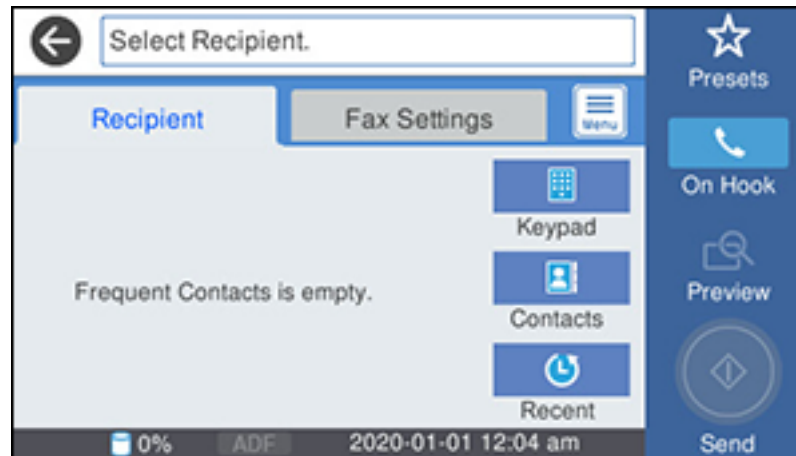 Select Recipient.
Presets
Recipient
Fax Settings
Menu
On Hook
Keypad
Frequent Contacts is empty.
Preview
Contacts
Recent
0%
ADF
2020-01-01 12:04 am
Send